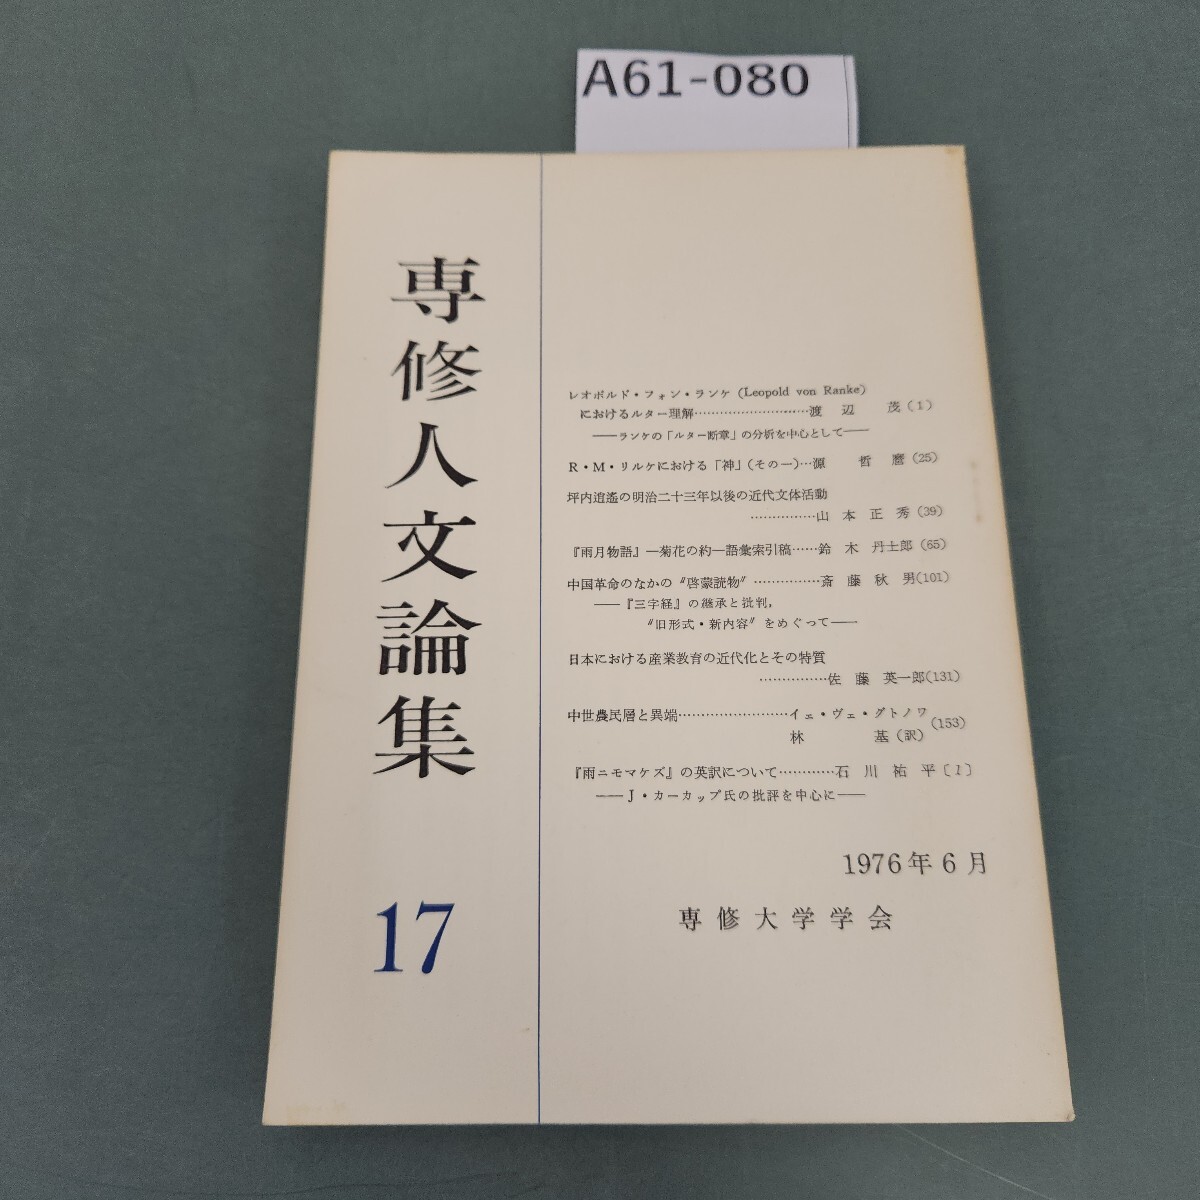 A61-080
専修人文論集
17
レオポルド・フォン・ランケ (Leopold von Ranke)
におけるルター理解……………………渡辺 茂(1)
――ランケの「ルター断章」の分析を中心として――
R・M・リルケにおける「神」(その一)…源 哲麿(25)
坪内逍遙の明治二十三年以後の近代文体活動
……………山本正秀(39)
『雨月物語』―菊花の約―語彙索引稿……鈴木丹士郎(65)
中国革命のなかの〝啓蒙読物〟……………斎藤秋男(101)
――『三字経』の継承と批判,
〝旧形式・新内容〟をめぐって――
日本における産業教育の近代化とその特質
……………佐藤英一郎(131)
中世農民層と異端……………………イェ・ヴェ・グトノワ
林 基(訳)(153)
『雨ニモマケズ』の英訳について…………石川祐平〔1〕
――J・カーカップ氏の批評を中心に――
1976年6月
専修大学学会